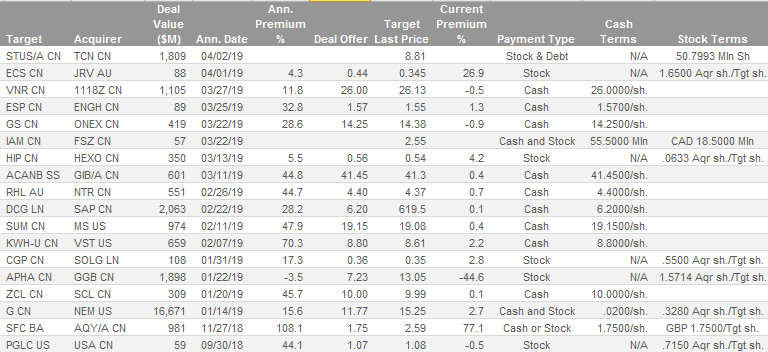 Target Acquirer Deal Value ($M) Ann. Date Ann. Premium % Deal Offer Target Last Price Current Premium % Payment Type Cash Terms Stock Terms
STUS/A CN TCN CN 1,809 04/02/19 8.81 Stock & Debt N/A 50.7993 Mln Sh
ECS CN JRV AU 88 04/01/19 4.3 0.44 0.345 26.9 Stock N/A 1.6500 Aqr sh./Tgt sh.
VNR CN 1118Z CN 1,105 03/27/19 11.8 26.00 26.13 -0.5 Cash 26.0000/sh.
ESP CN ENGH CN 89 03/25/19 32.8 1.57 1.55 1.3 Cash 1.5700/sh.
GS CN ONEX CN 419 03/22/19 28.6 14.25 14.38 -0.9 Cash 14.2500/sh.
IAM CN FSZ CN 57 03/22/19 2.55 Cash and Stock 55.5000 Mln CAD 18.5000 Mln
HIP CN HEXO CN 350 03/13/19 5.5 0.56 0.54 4.2 Stock N/A .0633 Aqr sh./Tgt sh.
ACANB SS GIB/A CN 601 03/11/19 44.8 41.45 41.3 0.4 Cash 41.4500/sh.
RHL AU NTR CN 551 02/26/19 44.7 4.40 4.37 0.7 Cash 4.4000/sh.
DCG LN SAP CN 2,063 02/22/19 28.2 6.20 619.5 0.1 Cash 6.2000/sh.
SUM CN MS US 974 02/11/19 47.9 19.15 19.08 0.4 Cash 19.1500/sh.
KWH-U CN VST US 659 02/07/19 70.3 8.80 8.61 2.2 Cash 8.8000/sh.
CGP CN SOLG LN 108 01/31/19 17.3 0.36 0.35 2.8 Stock N/A .5500 Aqr sh./Tgt sh.
APHA CN GGB CN 1,898 01/22/19 -3.5 7.23 13.05 -44.6 Stock N/A 1.5714 Aqr sh./Tgt sh.
ZCL CN SCL CN 309 01/20/19 45.7 10.00 9.99 0.1 Cash 10.0000/sh.
G CN NEM US 16,671 01/14/19 15.6 11.77 15.25 2.7 Cash and Stock .0200/sh. .3280 Aqr sh./Tgt sh.
SFC BA AQY/A CN 981 11/27/18 108.1 1.75 2.59 77.1 Cash or Stock 1.7500/sh. GBP 1.7500/Tgt sh.
PGLC US USA CN 59 09/30/18 44.1 1.07 1.08 -0.5 Stock N/A .7150 Aqr sh./Tgt sh.